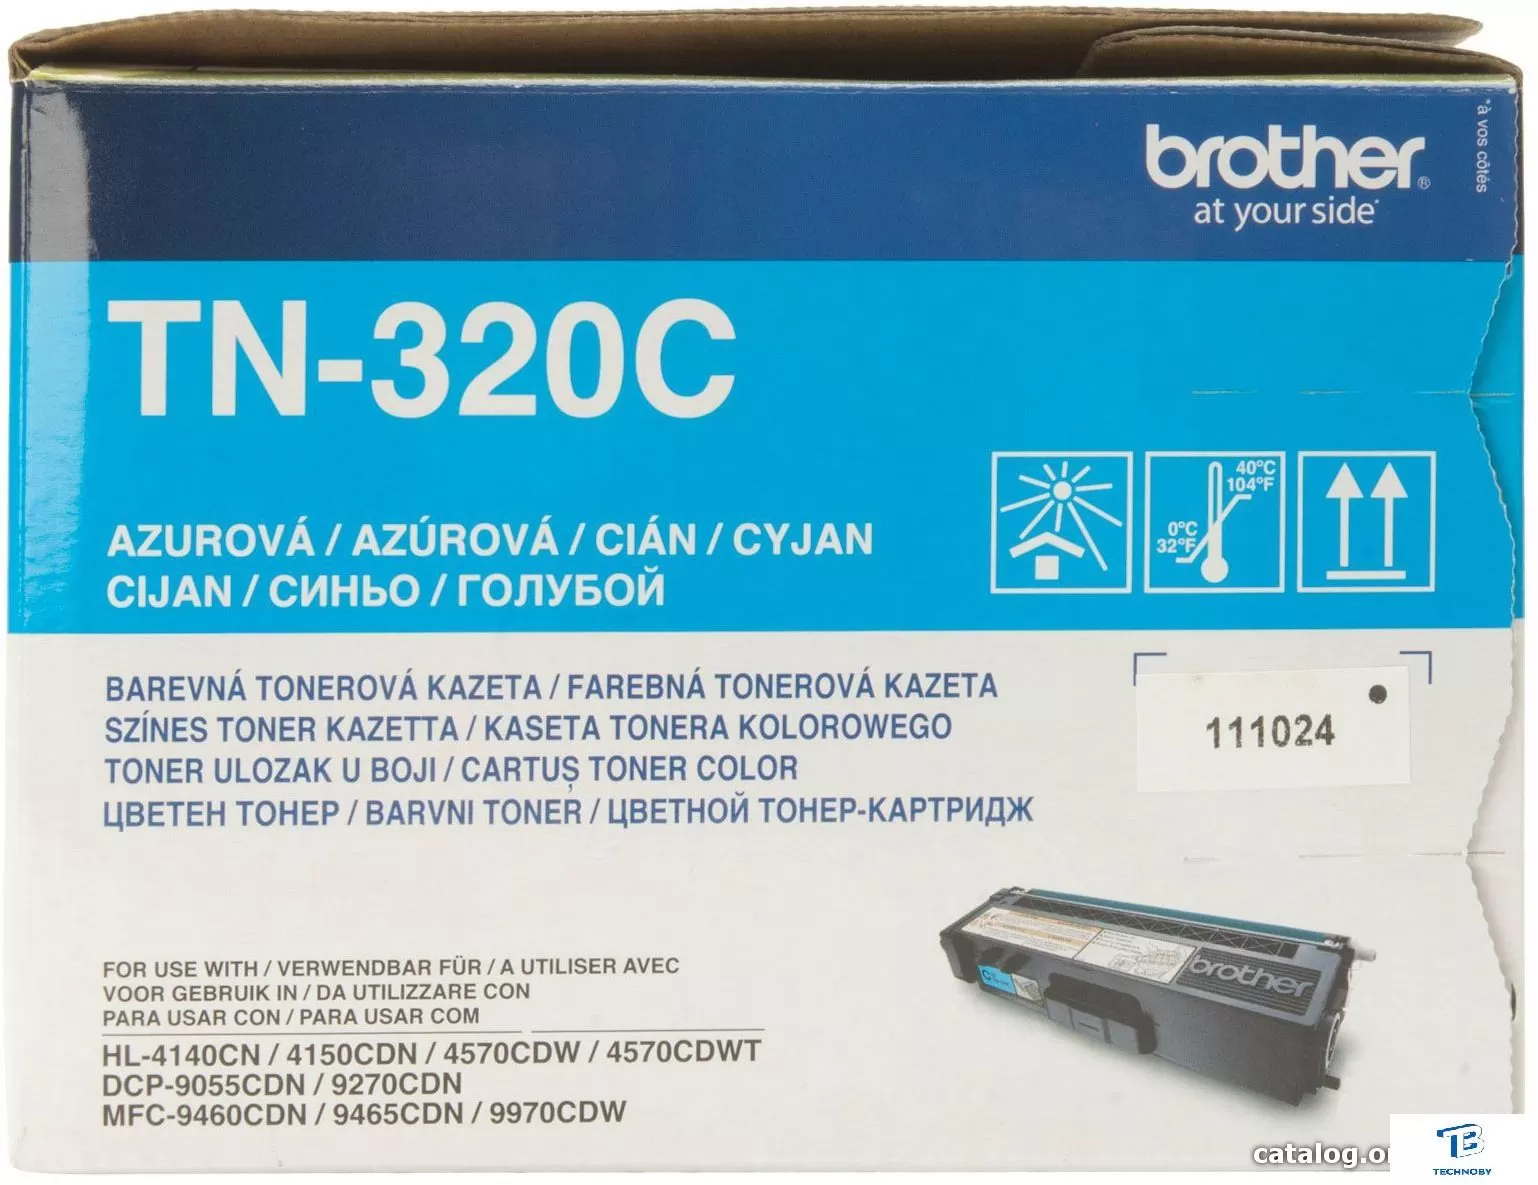 brother®
at your side*
*à vos côtés
TN-320C
40°C
104°F
0°C
32°F
AZUROVÁ / AZÚROVÁ / CIÁN / CYJAN
CIJAN / СИНЬО / ГОЛУБОЙ
BAREVNÁ TONEROVÁ KAZETA / FAREBNÁ TONEROVÁ KAZETA
SZÍNES TONER KAZETTA / KASETA TONERA KOLOROWEGO
TONER ULOZAK U BOJI / CARTUȘ TONER COLOR
ЦВЕТЕН ТОНЕР / BARVNI TONER / ЦВЕТНОЙ ТОНЕР-КАРТРИДЖ
111024
FOR USE WITH / VERWENDBAR FÜR / A UTILISER AVEC
VOOR GEBRUIK IN / DA UTILIZZARE CON
PARA USAR CON / PARA USAR COM
HL-4140CN / 4150CDN / 4570CDW / 4570CDWT
DCP-9055CDN / 9270CDN
MFC-9460CDN / 9465CDN / 9970CDW
C
brother
catalog.o
TB
TECHNOBY